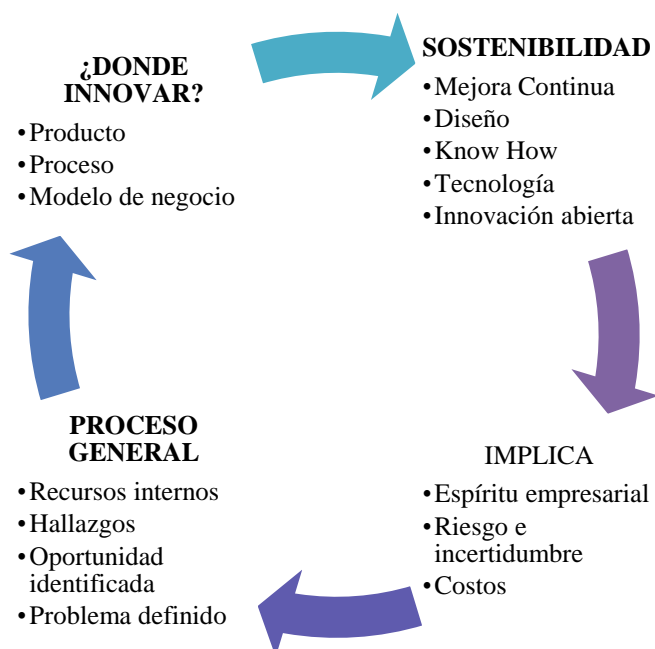 ¿DONDE
INNOVAR?
•Producto
•Proceso
•Modelo de negocio
SOSTENIBILIDAD
•Mejora Continua
•Diseño
•Know How
•Tecnología
•Innovación abierta
IMPLICA
•Espíritu empresarial
•Riesgo e
incertidumbre
•Costos
PROCESO
GENERAL
•Recursos internos
•Hallazgos
•Oportunidad
identificada
•Problema definido